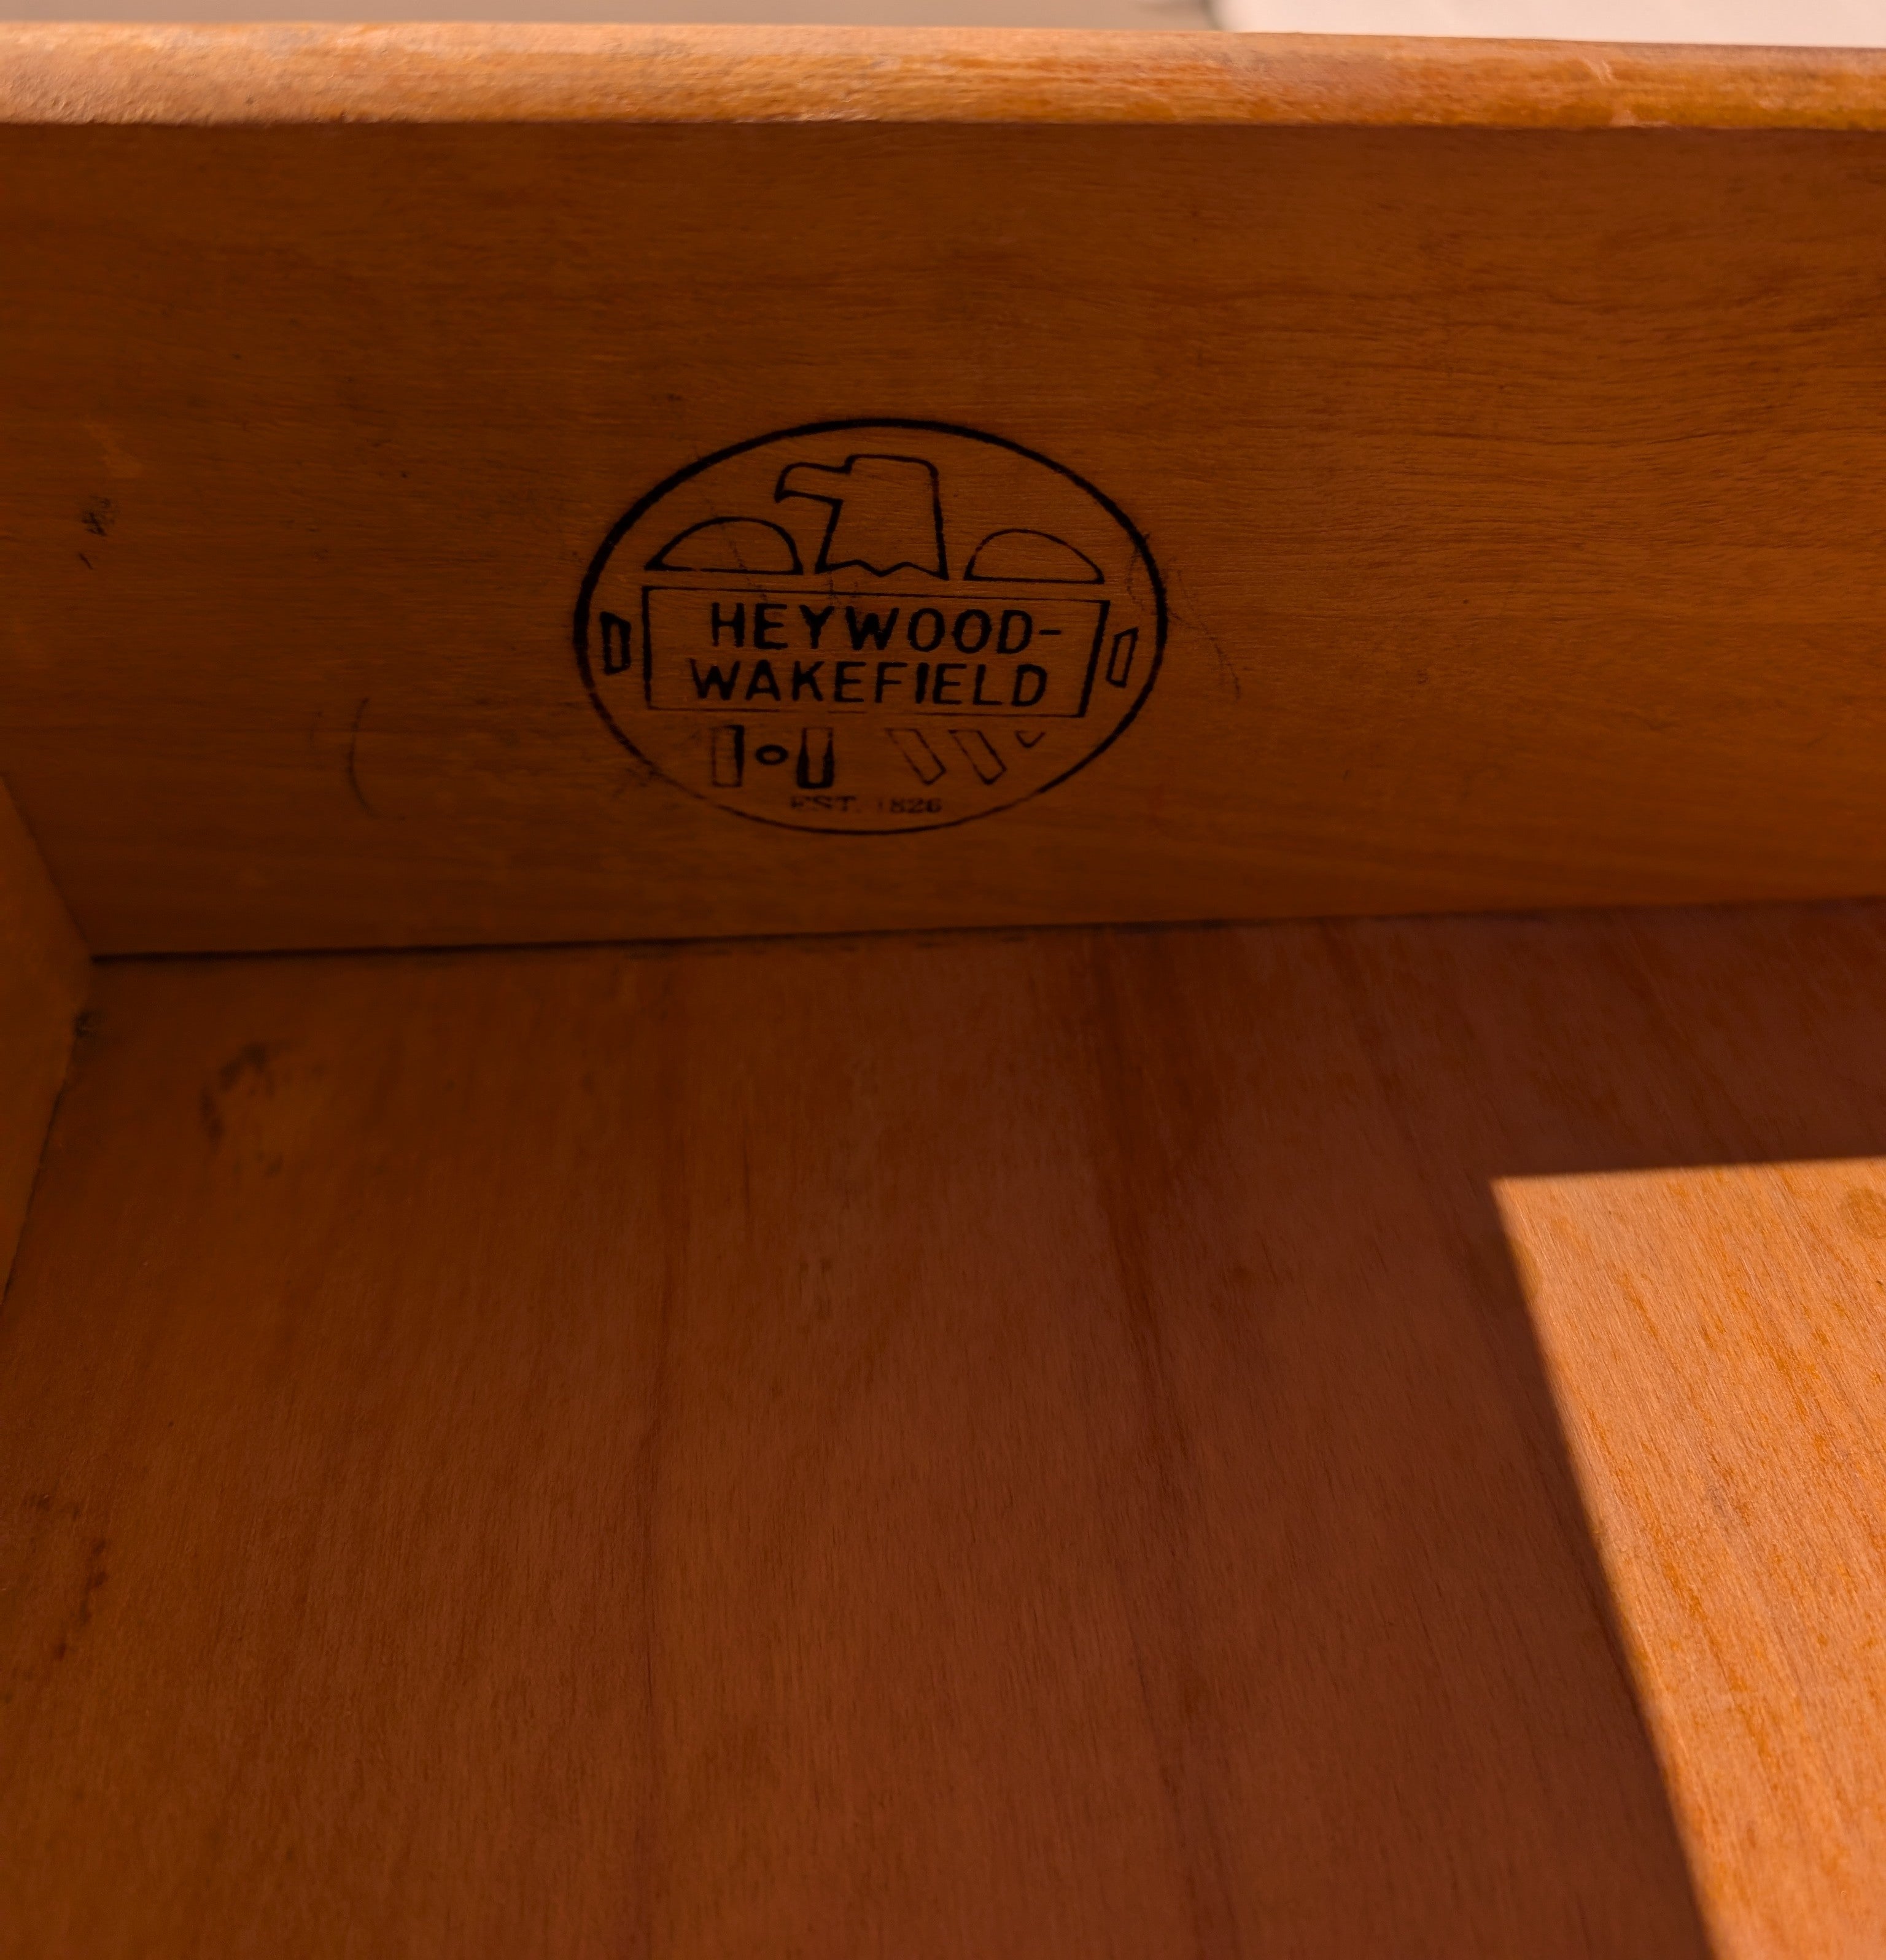 HEYWOOD-
WAKEFIELD
EST. 1826